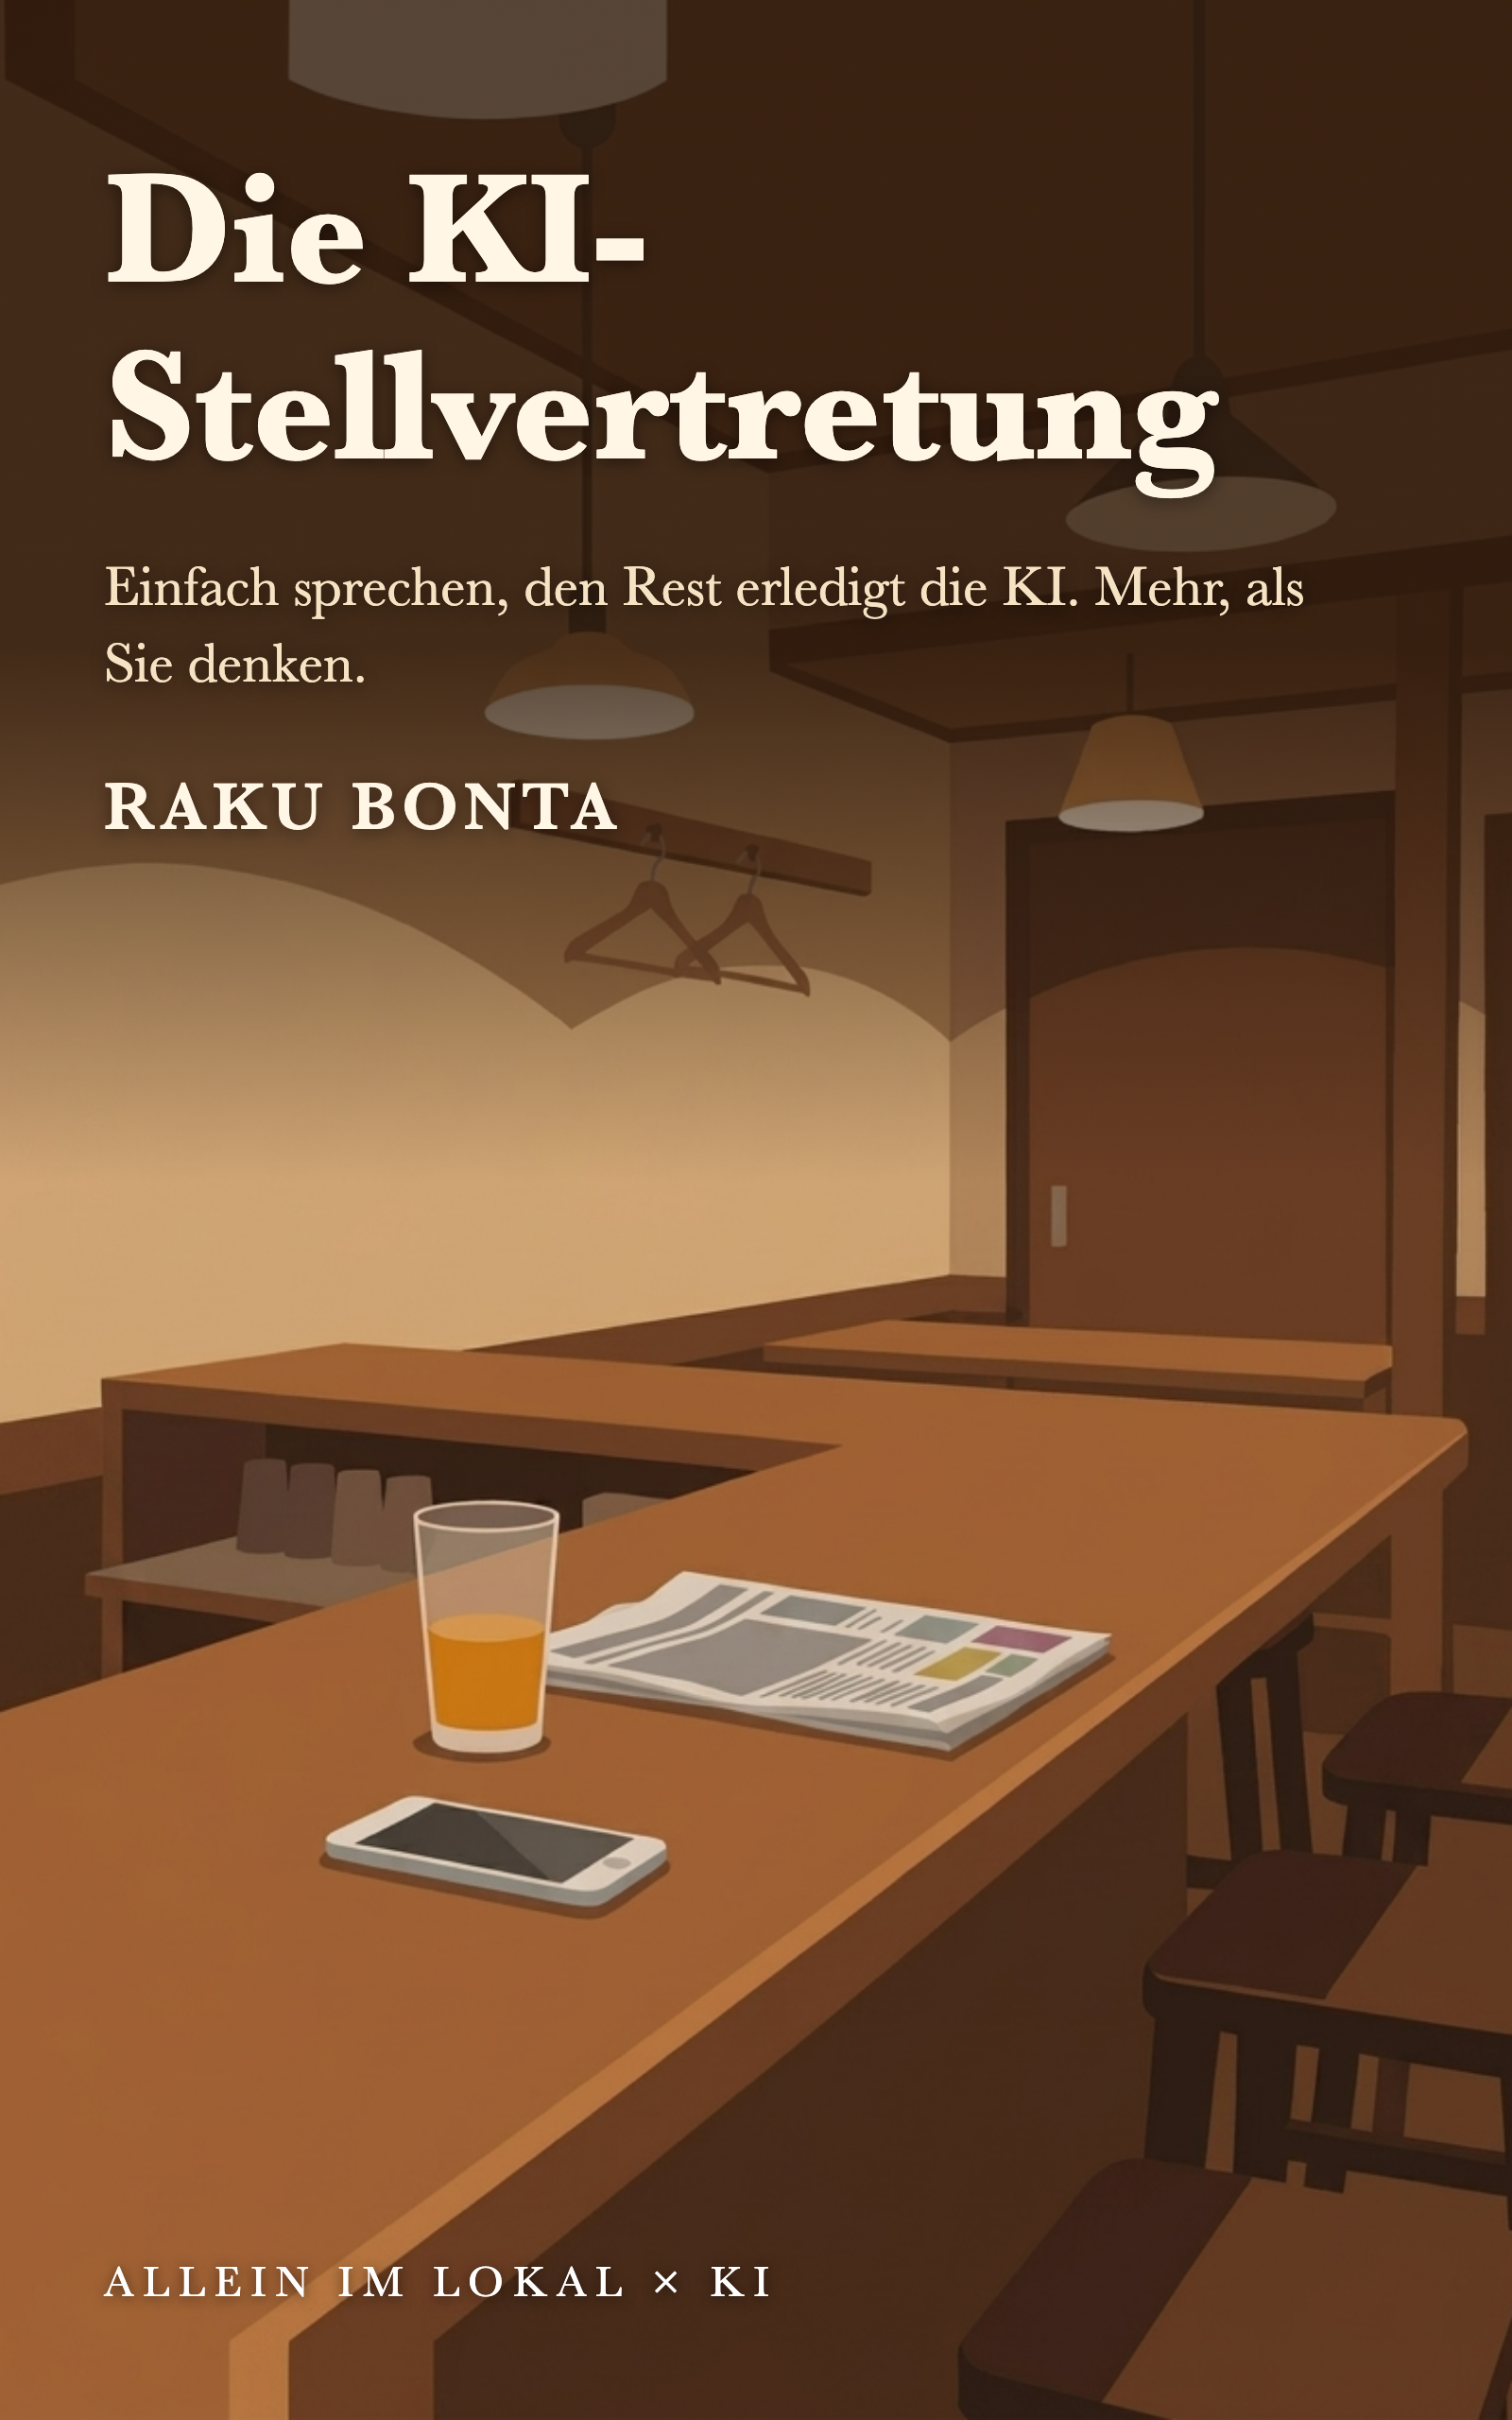 Die KI-
Stellvertretung
Einfach sprechen, den Rest erledigt die KI. Mehr, als
Sie denken.
RAKU BONTA
ALLEIN IM LOKAL × KI